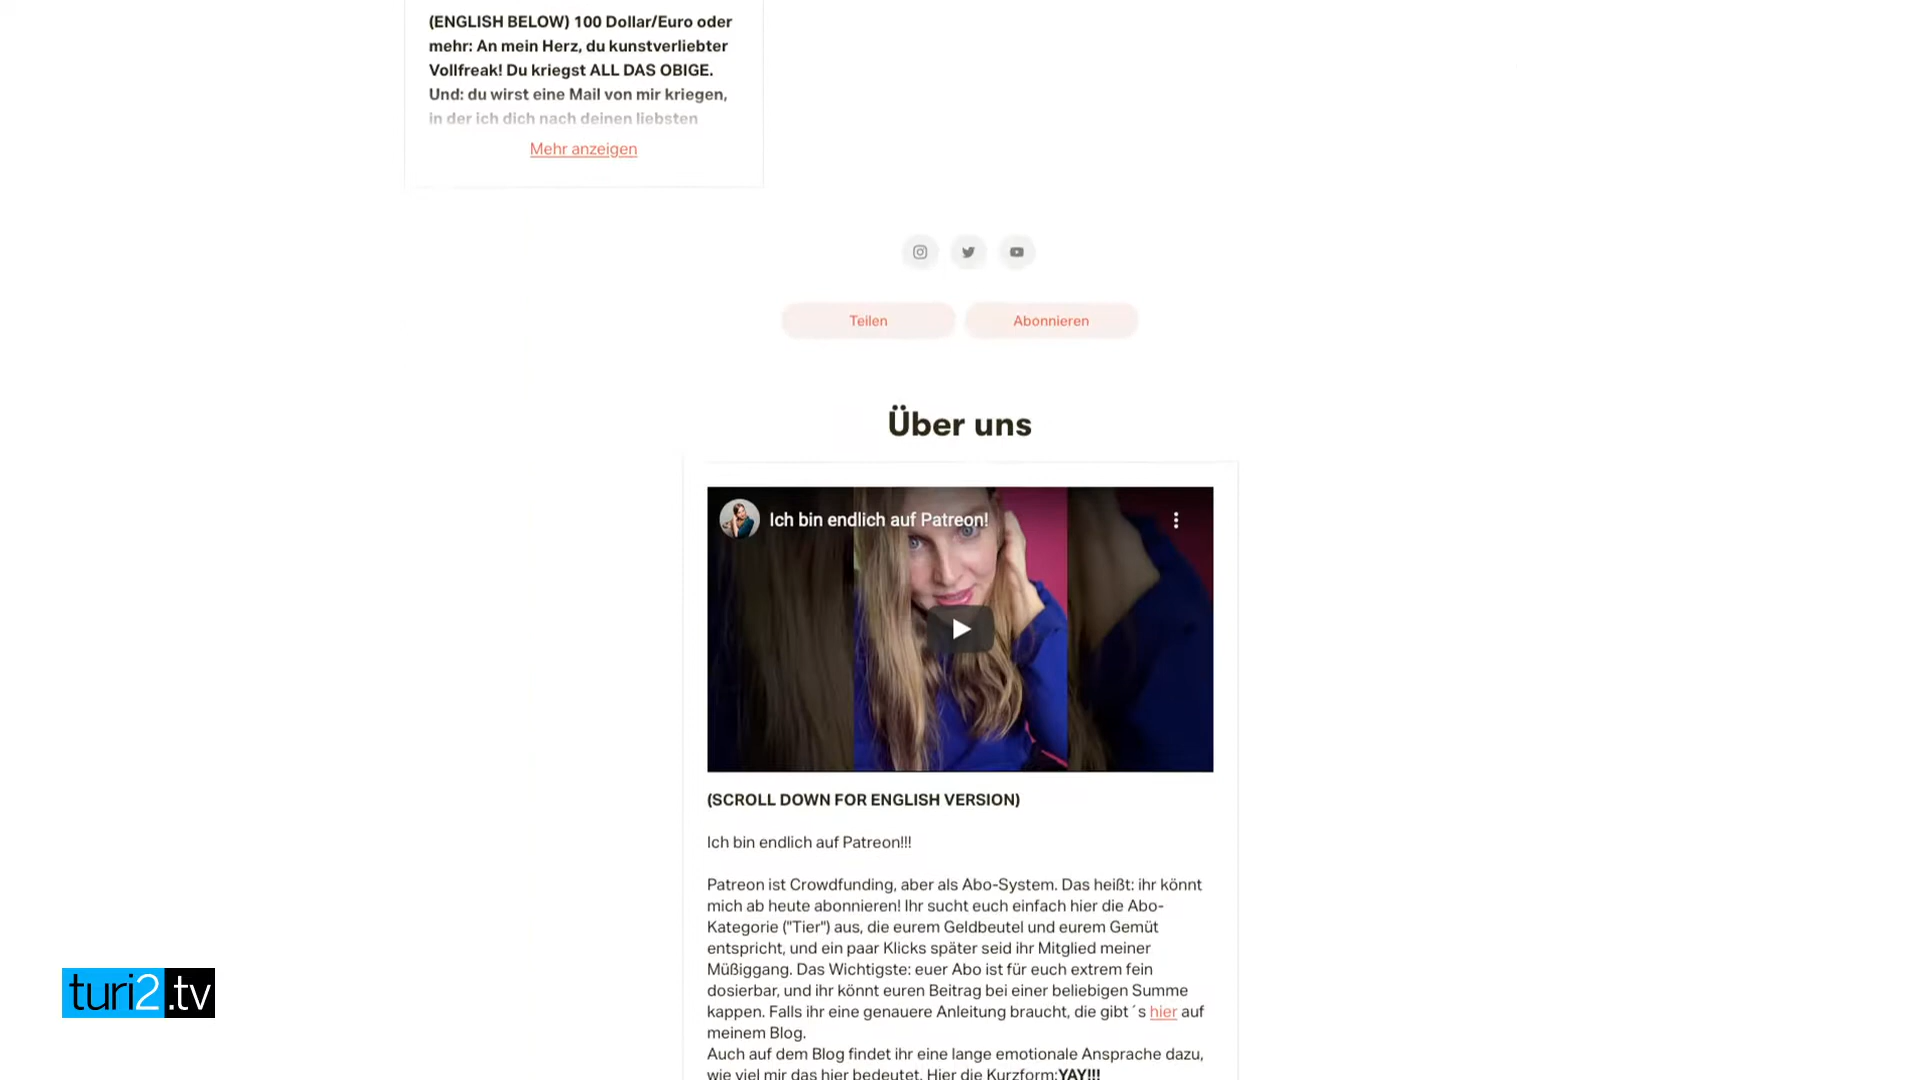 (ENGLISH BELOW) 100 Dollar/Euro oder
mehr: An mein Herz, du kunstverliebter
Vollfreak! Du kriegst ALL DAS OBIGE.
Und: du wirst eine Mail von mir kriegen,
in der ich dich nach deinen liebsten
Mehr anzeigen
Teilen
Abonnieren
Über uns
Ich bin endlich auf Patreon!
(SCROLL DOWN FOR ENGLISH VERSION)
Ich bin endlich auf Patreon!!!
Patreon ist Crowdfunding, aber als Abo-System. Das heißt: ihr könnt
mich ab heute abonnieren! Ihr sucht euch einfach hier die Abo-
Kategorie ("Tier") aus, die eurem Geldbeutel und eurem Gemüt
entspricht, und ein paar Klicks später seid ihr Mitglied meiner
Müßiggang. Das Wichtigste: euer Abo ist für euch extrem fein
dosierbar, und ihr könnt euren Beitrag bei einer beliebigen Summe
kappen. Falls ihr eine genauere Anleitung braucht, die gibt´s hier auf
meinem Blog.
Auch auf dem Blog findet ihr eine lange emotionale Ansprache dazu,
wie viel mir das hier bedeutet. Hier die Kurzform:YAY!!!
turi2.tv